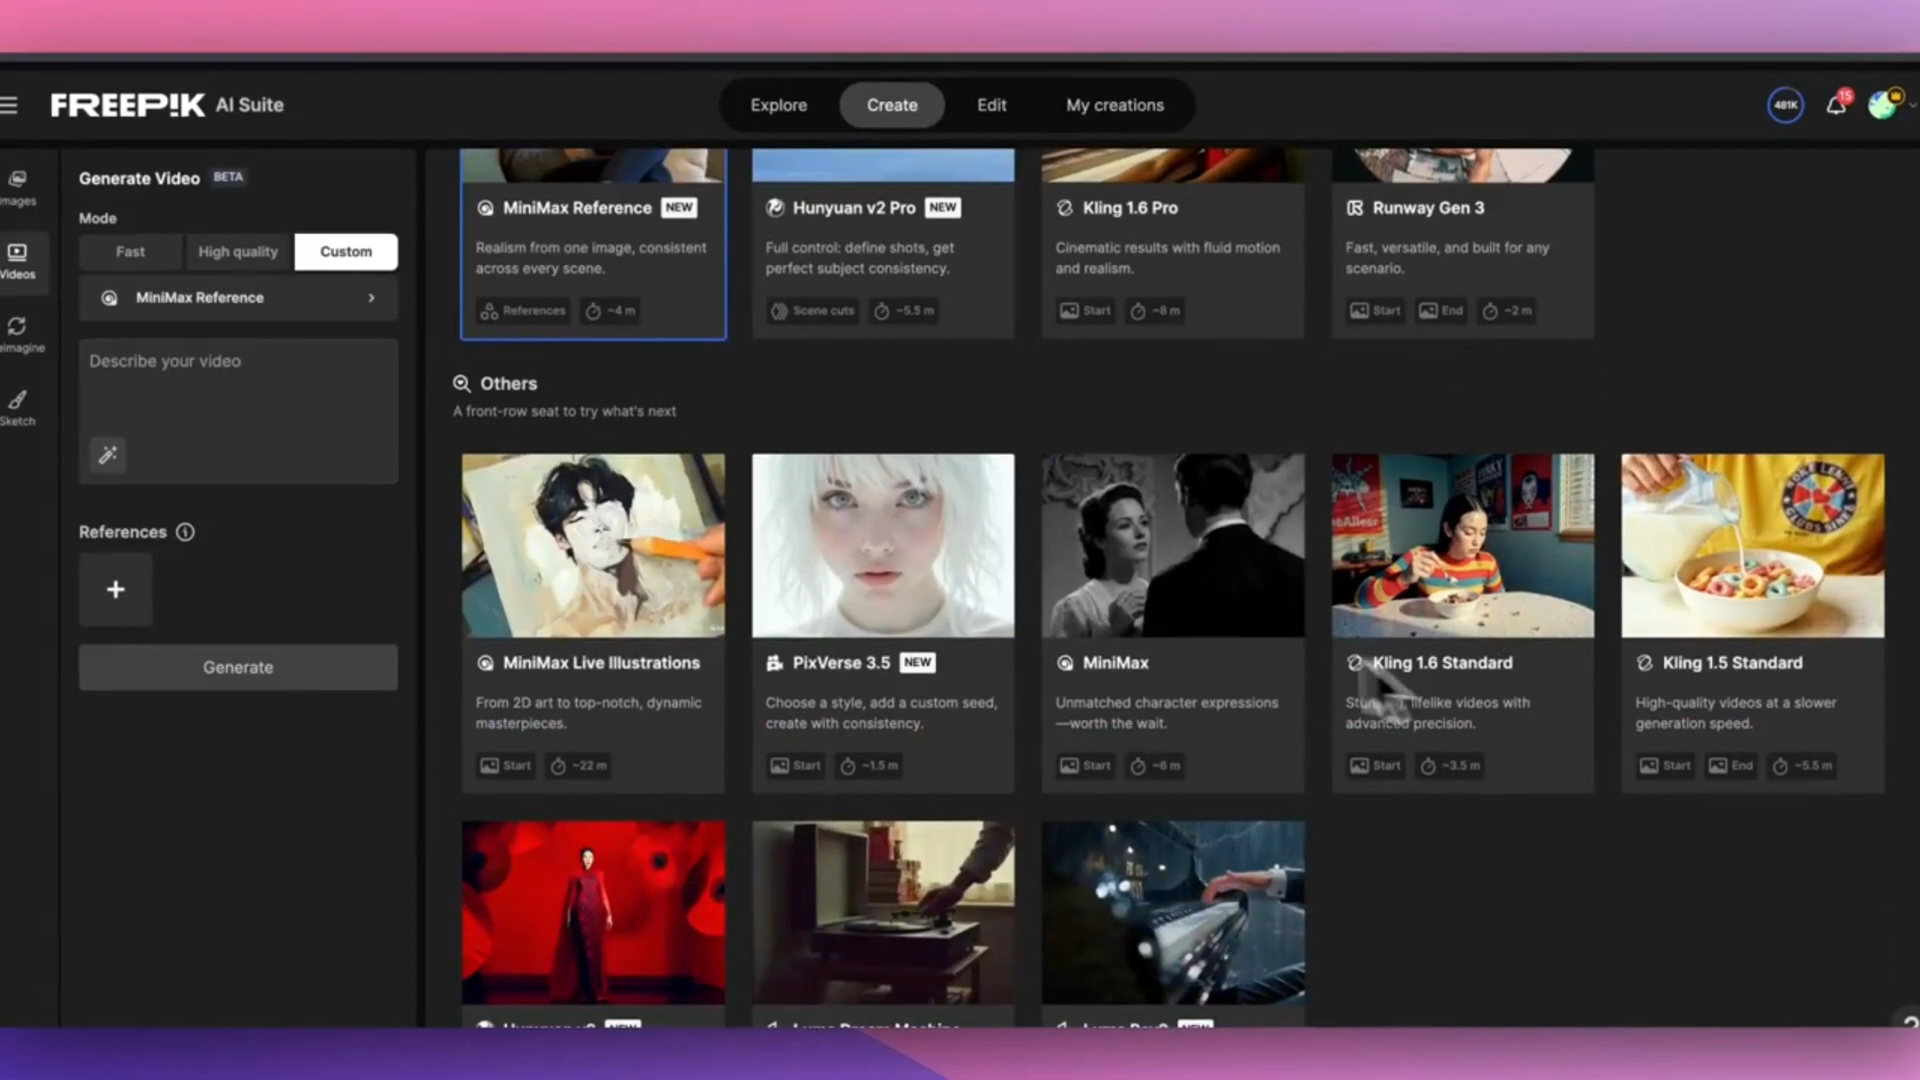 FREEP!K AI Suite
Explore
Create
Edit
My creations
481K
15
Images
Videos
Reimagine
Sketch
Generate Video BETA
Mode
Fast
High quality
Custom
MiniMax Reference
Describe your video
References
Generate
MiniMax Reference NEW
Realism from one image, consistent
across every scene.
References ~4 m
Hunyuan v2 Pro NEW
Full control: define shots, get
perfect subject consistency.
Scene cuts ~5.5 m
Kling 1.6 Pro
Cinematic results with fluid motion
and realism.
Start ~8 m
Runway Gen 3
Fast, versatile, and built for any
scenario.
Start End ~2 m
Others
A front-row seat to try what's next
MiniMax Live Illustrations
From 2D art to top-notch, dynamic
masterpieces.
Start ~22 m
PixVerse 3.5 NEW
Choose a style, add a custom seed,
create with consistency.
Start ~1.5 m
MiniMax
Unmatched character expressions
—worth the wait.
Start ~6 m
Kling 1.6 Standard
lifelike videos with
advanced precision.
Start ~3.5 m
Kling 1.5 Standard
High-quality videos at a slower
generation speed.
Start End ~5.5 m